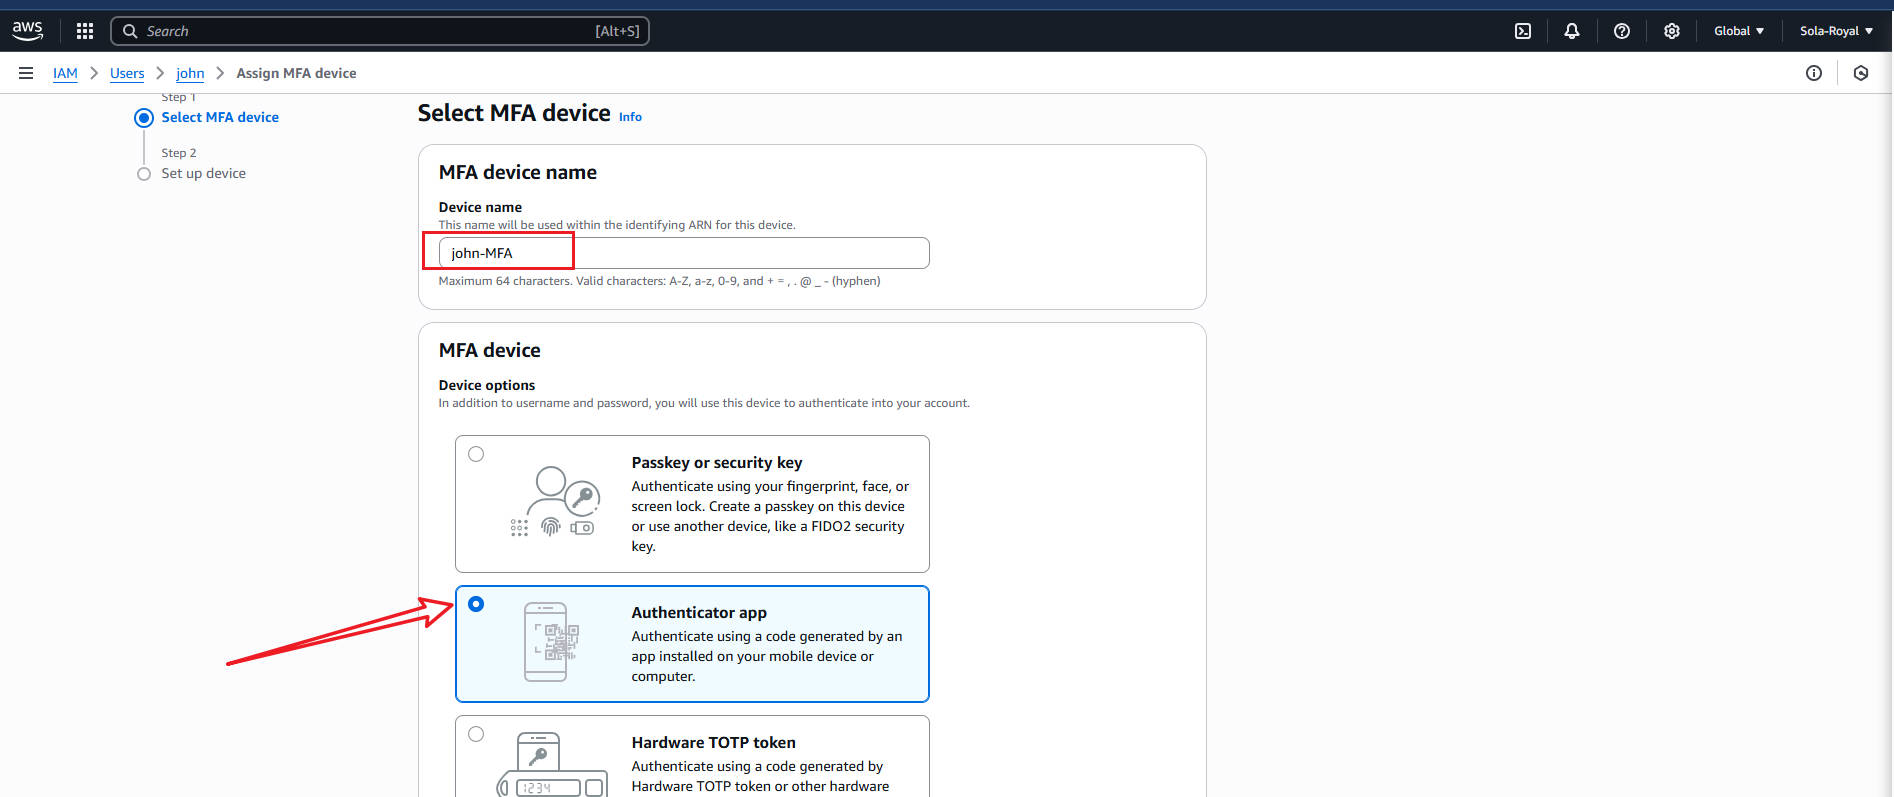 aws
Search [Alt+S]
Global
Sola-Royal
IAM
Users
john
Assign MFA device
Step 1
Select MFA device
Step 2
Set up device
Select MFA device Info
MFA device name
Device name
This name will be used within the identifying ARN for this device.
john-MFA
Maximum 64 characters. Valid characters: A-Z, a-z, 0-9, and + = , . @ _ - (hyphen)
MFA device
Device options
In addition to username and password, you will use this device to authenticate into your account.
Passkey or security key
Authenticate using your fingerprint, face, or
screen lock. Create a passkey on this device
or use another device, like a FIDO2 security
key.
Authenticator app
Authenticate using a code generated by an
app installed on your mobile device or
computer.
Hardware TOTP token
Authenticate using a code generated by
Hardware TOTP token or other hardware
1234